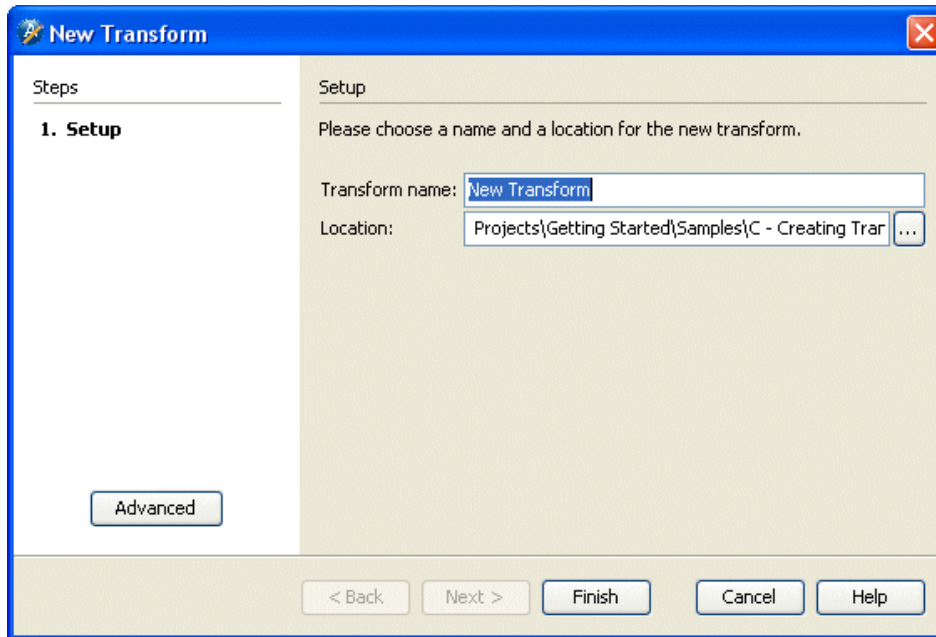 New Transform
Steps
1. Setup
Setup
Please choose a name and a location for the new transform.
Transform name: New Transform
Location: Projects\Getting Started\Samples\C - Creating Tran ...
Advanced
< Back Next > Finish Cancel Help